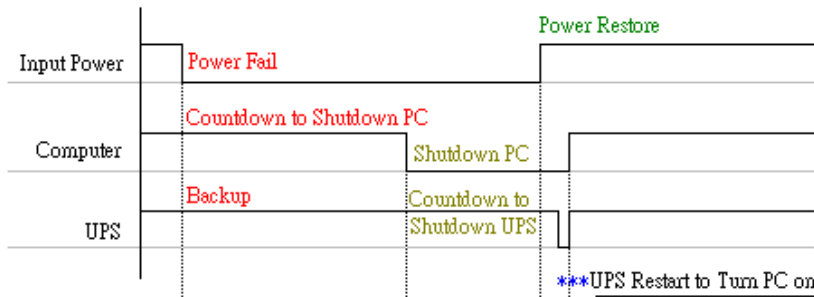 Power Restore
Input Power
Power Fail
Countdown to Shutdown PC
Computer
Shutdown PC
Backup
Countdown to
Shutdown UPS
UPS
***UPS Restart to Turn PC on